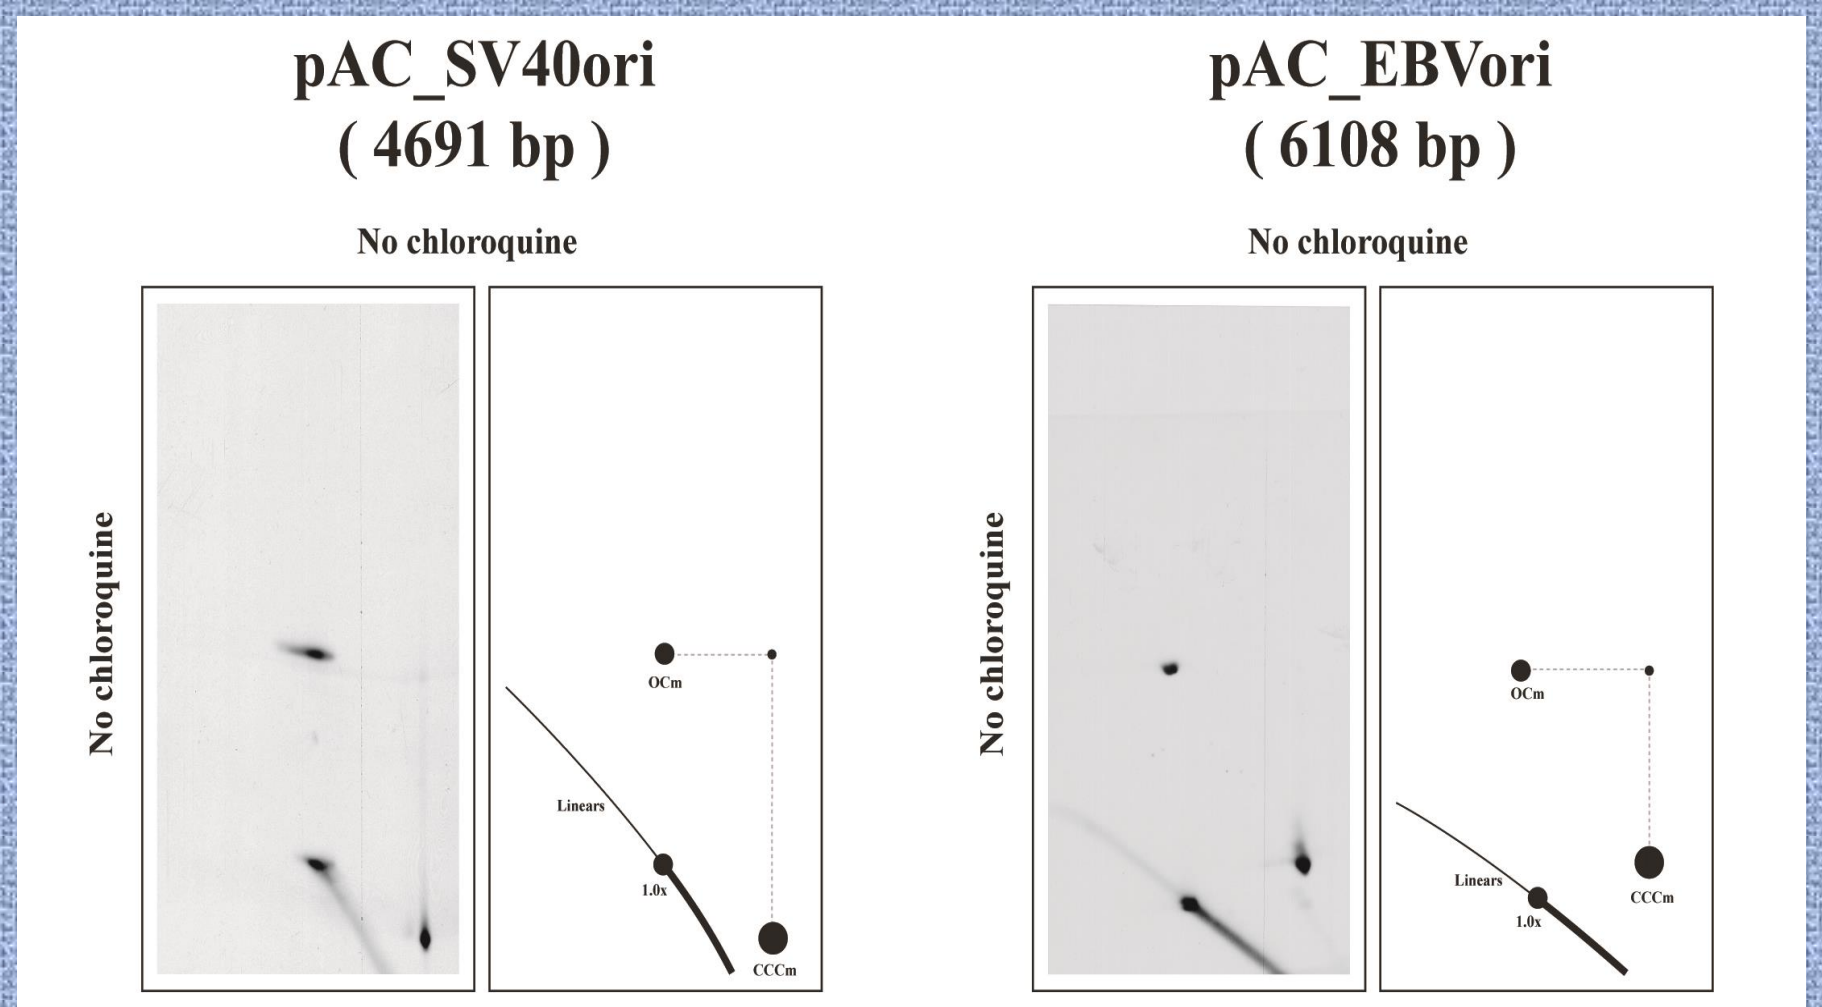 pAC_SV40ori
( 4691 bp )
No chloroquine
No chloroquine
OCm
Linears
1.0x
CCCm
pAC_EBVori
( 6108 bp )
No chloroquine
No chloroquine
OCm
Linears
1.0x
CCCm